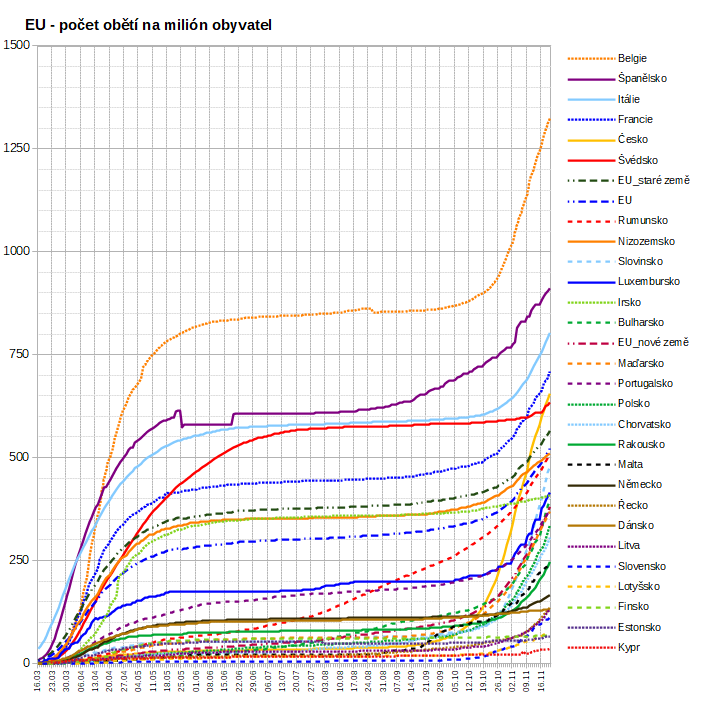 EU - počet obětí na milión obyvatel
1500
1250
1000
750
500
250
0
Belgie
Španělsko
Itálie
Francie
Česko
Švédsko
EU_staré země
EU
Rumunsko
Nizozemsko
Slovinsko
Luxembursko
Irsko
Bulharsko
EU_nové země
Maďarsko
Portugalsko
Polsko
Chorvatsko
Rakousko
Malta
Německo
Řecko
Dánsko
Litva
Slovensko
Lotyšsko
Finsko
Estonsko
Kypr
16.03 23.03 30.03 06.04 13.04 20.04 27.04 04.05 11.05 18.05 25.05 01.06 08.06 15.06 22.06 29.06 06.07 13.07 20.07 27.07 03.08 10.08 17.08 24.08 31.08 07.09 14.09 21.09 28.09 05.10 12.10 19.10 26.10 02.11 09.11 16.11